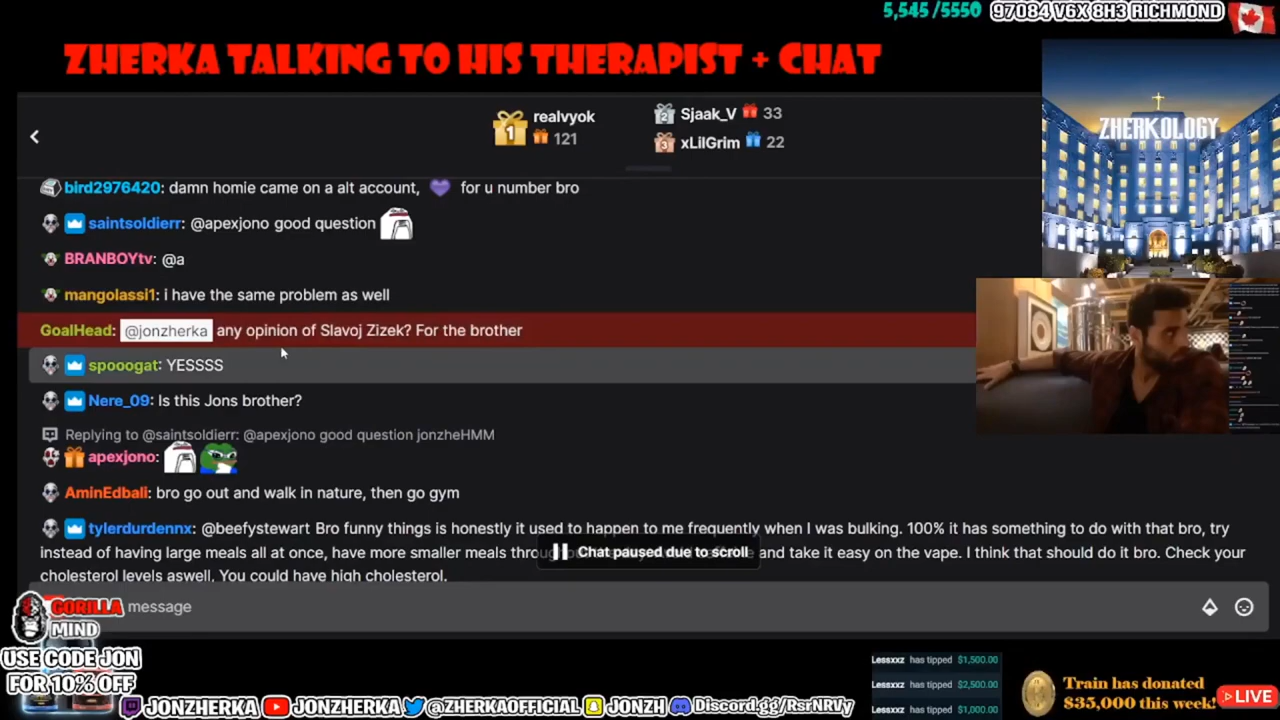 5,545 /5550
97084 V6X 8H3 RICHMOND
ZHERKA TALKING TO HIS THERAPIST + CHAT
ZHERKOLOGY
1 realvyok
121
2 Sjaak_V 33
3 xLilGrim 22
bird2976420: damn homie came on a alt account, for u number bro
saintsoldierr: @apexjono good question
BRANBOYtv: @a
mangolassi1: i have the same problem as well
GoalHead: @jonzherka any opinion of Slavoj Zizek? For the brother
spooogat: YESSSS
Nere_09: Is this Jons brother?
Replying to @saintsoldierr: @apexjono good question jonzheHMM
apexjono:
AminEdbali: bro go out and walk in nature, then go gym
tylerdurdennx: @beefystewart Bro funny things is honestly it used to happen to me frequently when I was bulking. 100% it has something to do with that bro, try
instead of having large meals all at once, have more smaller meals and take it easy on the vape. I think that should do it bro. Check your
Chat paused due to scroll
cholesterol levels aswell, You could have high cholesterol.
message
GORILLA
MIND
USE CODE JON
FOR 10% OFF
JONZHERKA JONZHERKA @ZHERKAOFFICIAL JONZH Discord.gg/RsrNRVy
Lessxxz has tipped $1,500.00
Lessxxz has tipped $2,500.00
Lessxxz has tipped $1,000.00
Train has donated
$35,000 this week!
LIVE